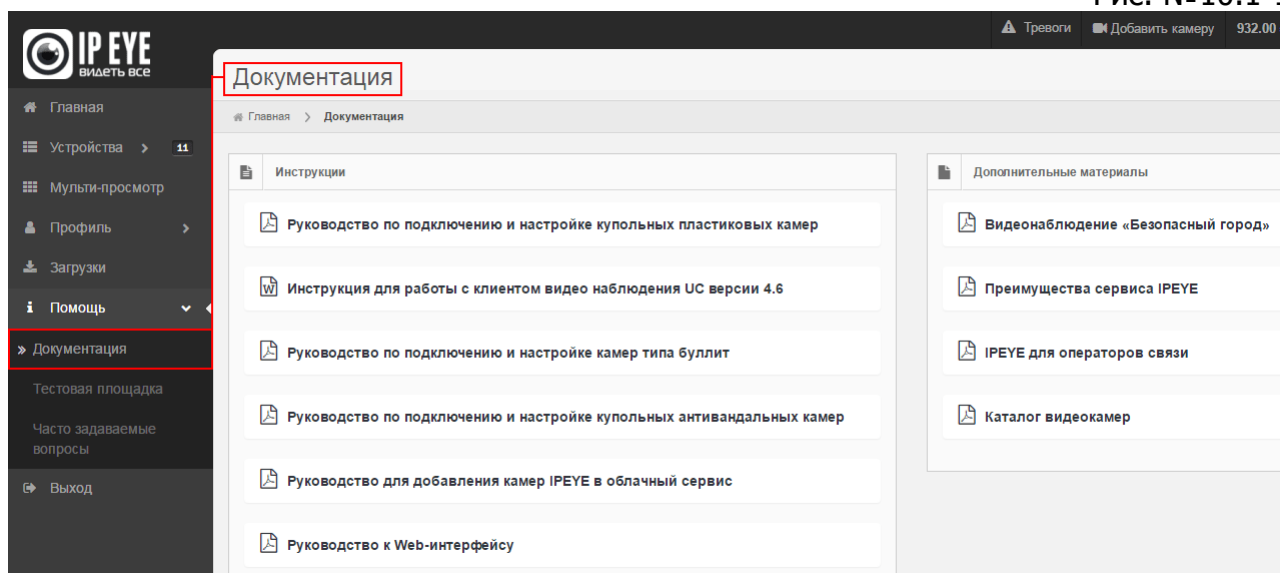 Тревоги
Добавить камеру
932.00
IP EYE
ВИДЕТЬ ВСЕ
Главная
Устройства
11
Мульти-просмотр
Профиль
Загрузки
Помощь
Документация
Тестовая площадка
Часто задаваемые
вопросы
Выход
Документация
Главная > Документация
Инструкции
Руководство по подключению и настройке купольных пластиковых камер
Инструкция для работы с клиентом видео наблюдения UC версии 4.6
Руководство по подключению и настройке камер типа буллит
Руководство по подключению и настройке купольных антивандальных камер
Руководство для добавления камер IPEYE в облачный сервис
Руководство к Web-интерфейсу
Дополнительные материалы
Видеонаблюдение «Безопасный город»
Преимущества сервиса IPEYE
IPEYE для операторов связи
Каталог видеокамер